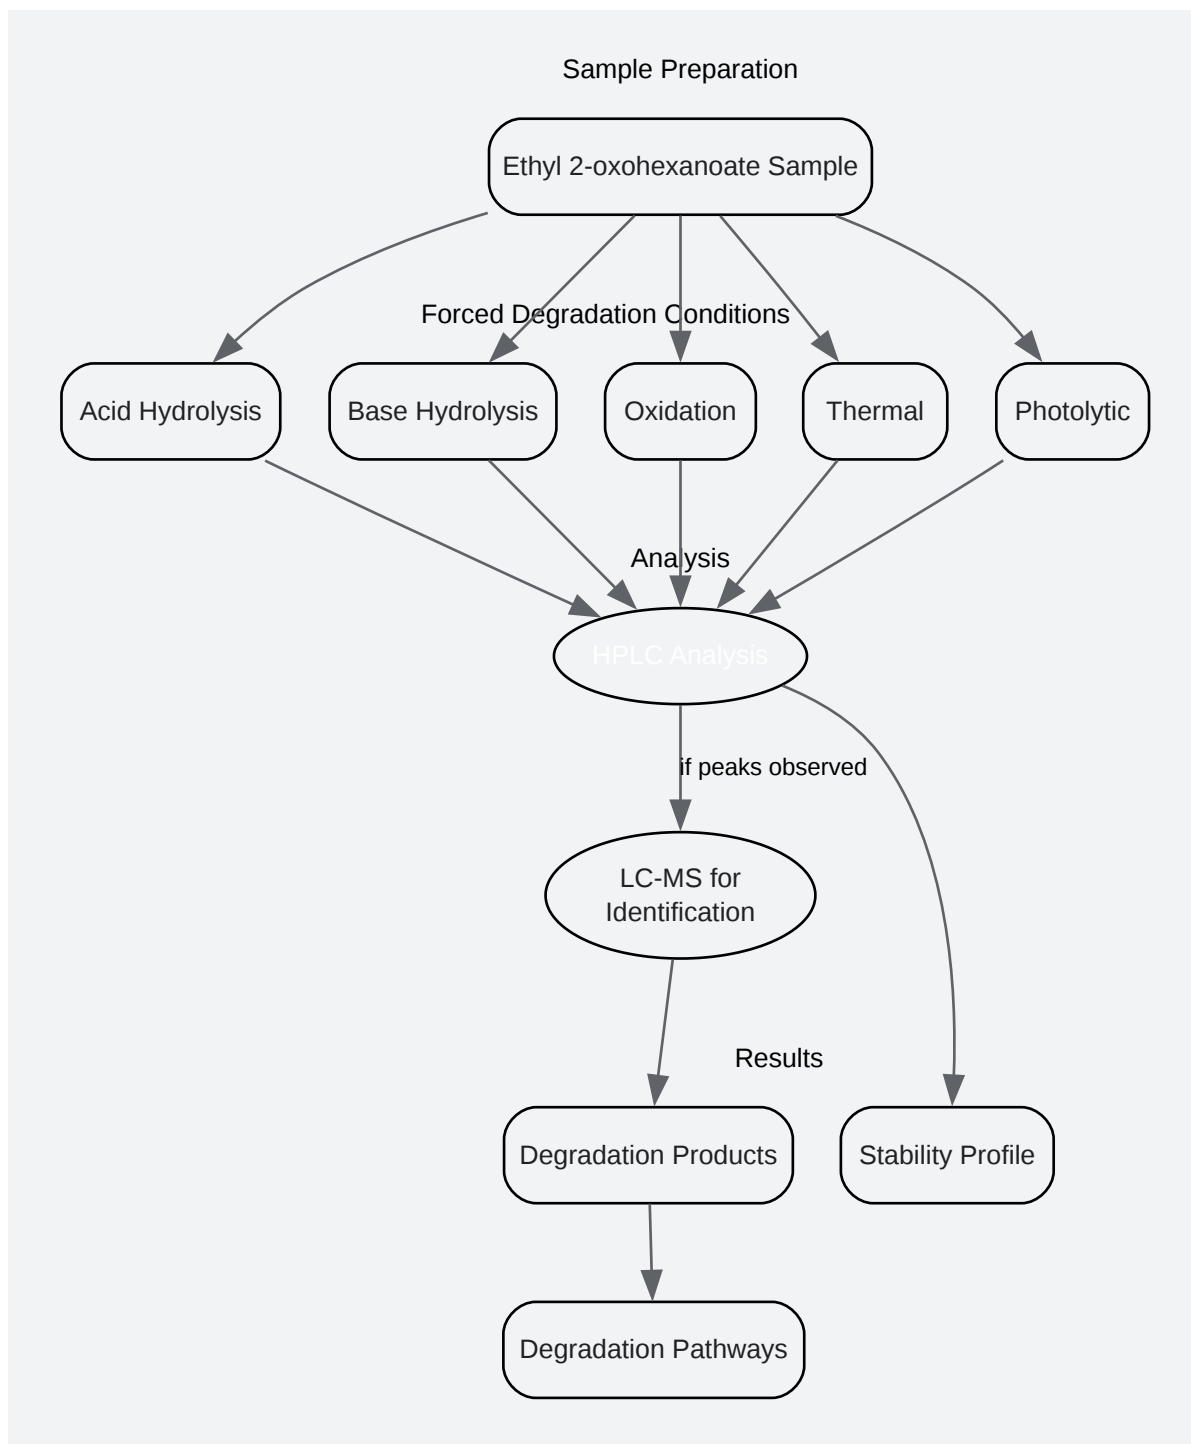 Sample Preparation
Ethyl 2-oxohexanoate Sample
Forced Degradation Conditions
Acid Hydrolysis
Base Hydrolysis
Oxidation
Thermal
Photolytic
Analysis
HPLC Analysis
if peaks observed
LC-MS for
Identification
Results
Degradation Products
Stability Profile
Degradation Pathways